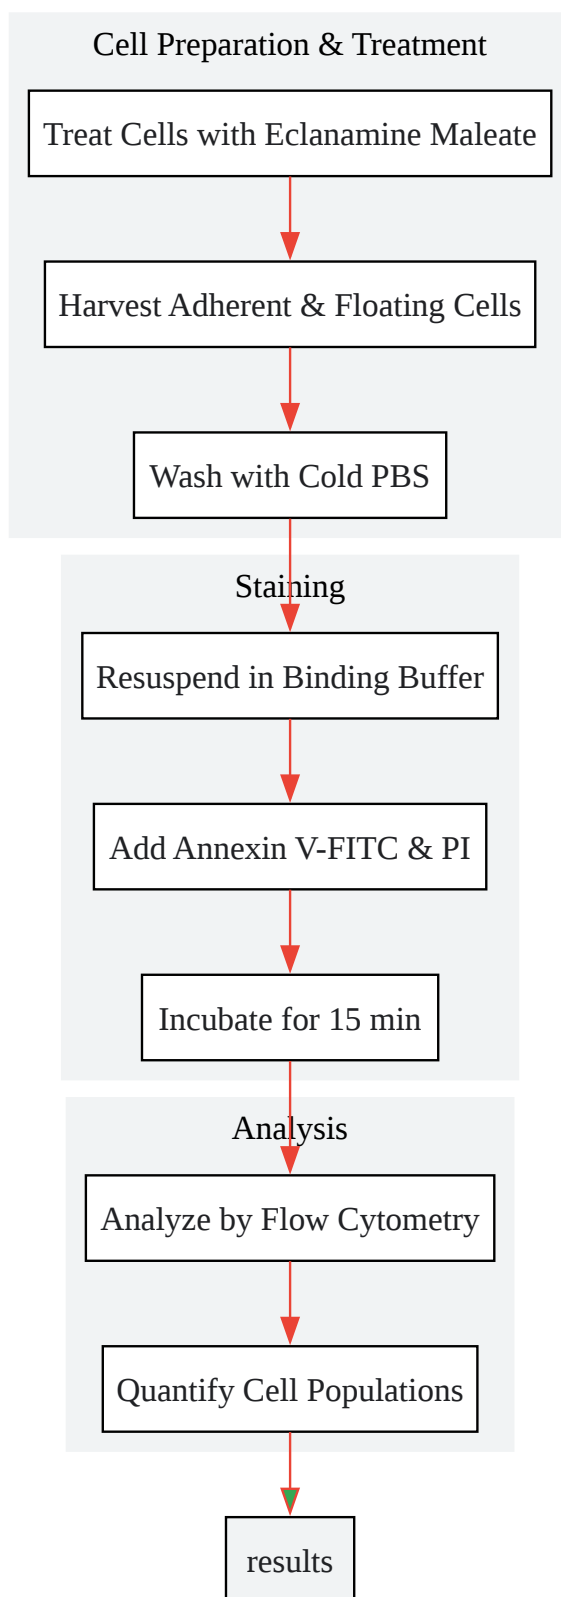 Cell Preparation & Treatment
Treat Cells with Eclanamine Maleate
Harvest Adherent & Floating Cells
Wash with Cold PBS
Staining
Resuspend in Binding Buffer
Add Annexin V-FITC & PI
Incubate for 15 min
Analysis
Analyze by Flow Cytometry
Quantify Cell Populations
results